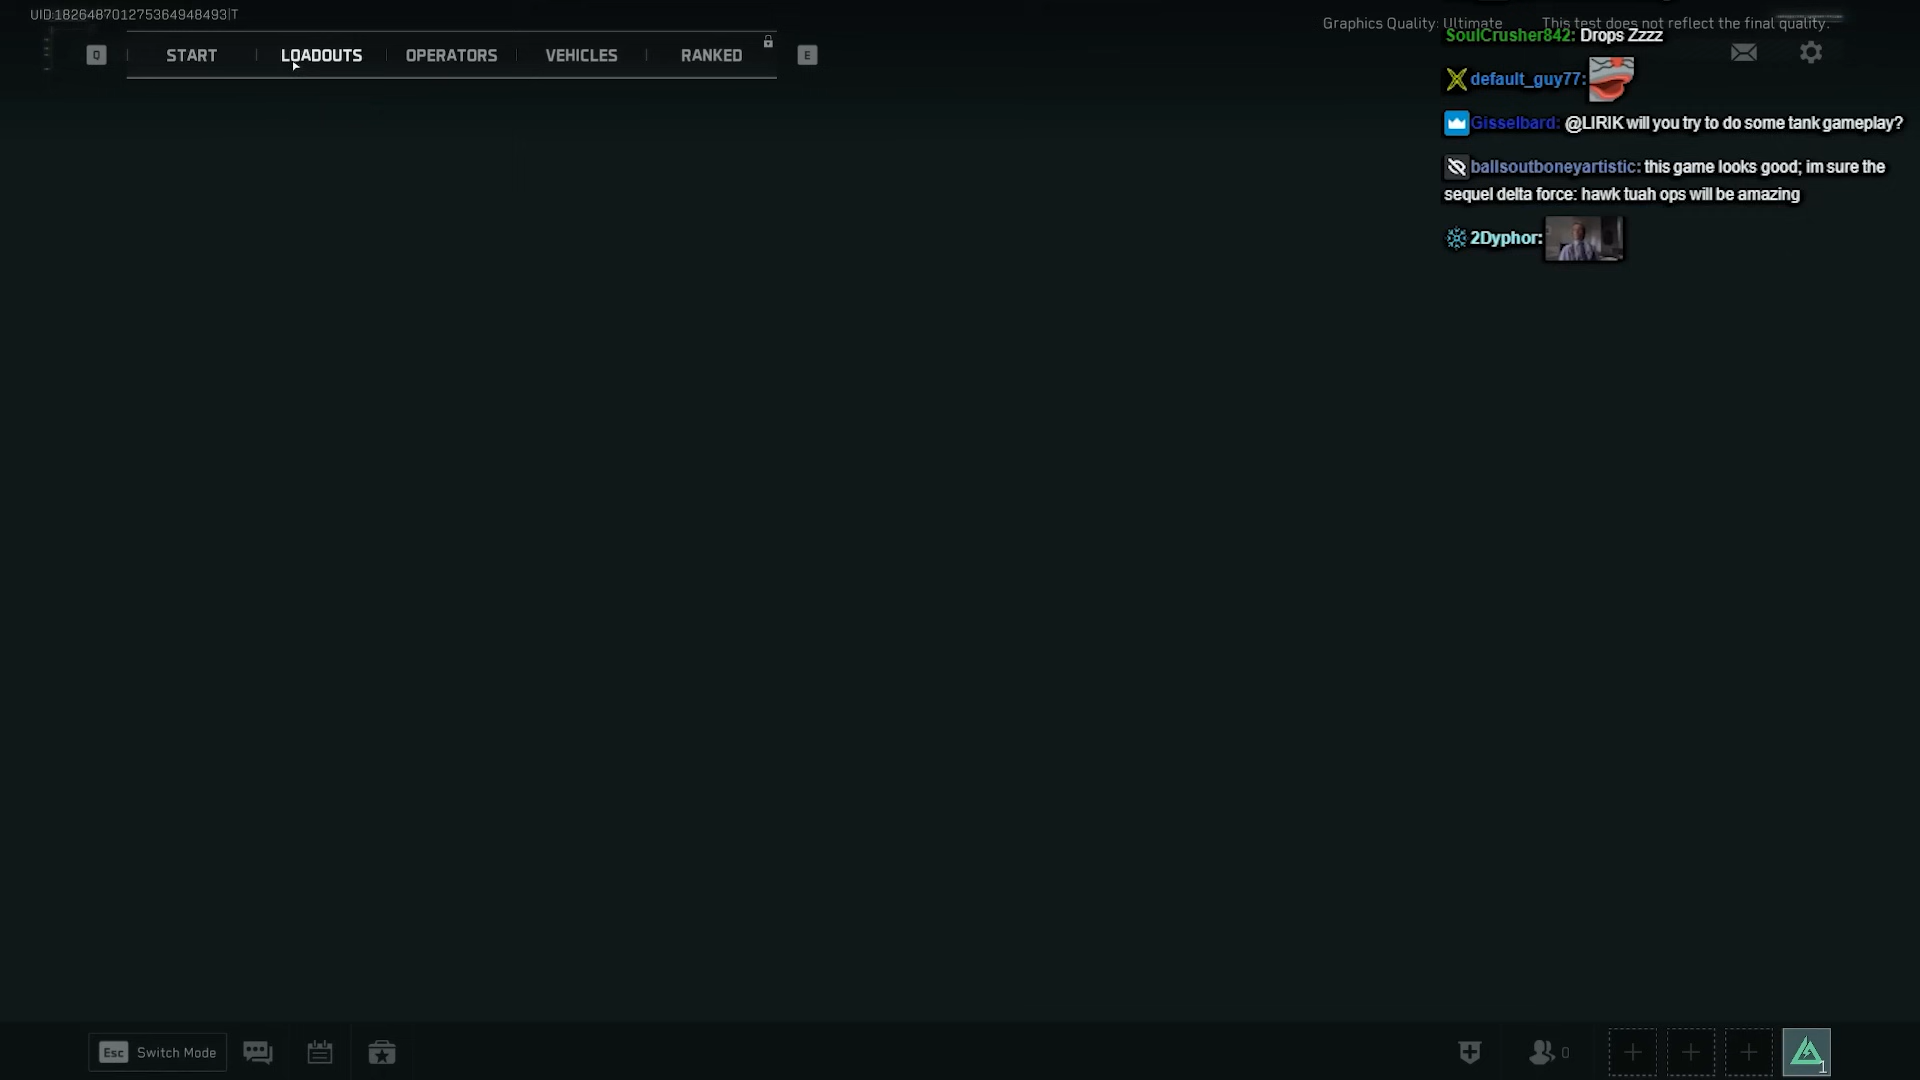 UID:182648701275364948493|T
Graphics Quality: Ultimate This test does not reflect the final quality.
Q START LOADOUTS OPERATORS VEHICLES RANKED E
SoulCrusher842: Drops Zzzz
default_guy77:
Gisselbard: @LIRIK will you try to do some tank gameplay?
ballsoutboneyartistic: this game looks good; im sure the
sequel delta force: hawk tuah ops will be amazing
2Dyphor:
Esc Switch Mode
0
1